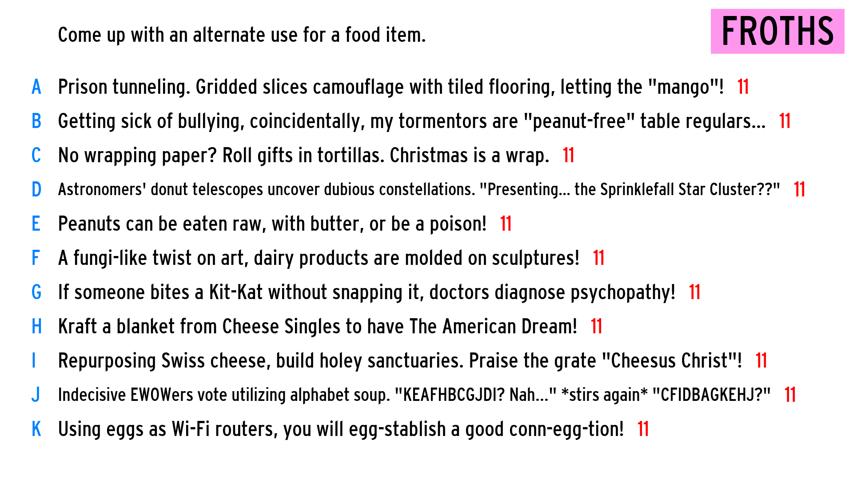 Come up with an alternate use for a food item.
FROTHS
A Prison tunneling. Gridded slices camouflage with tiled flooring, letting the "mango"! 11
B Getting sick of bullying, coincidentally, my tormentors are "peanut-free" table regulars... 11
C No wrapping paper? Roll gifts in tortillas. Christmas is a wrap. 11
D Astronomers' donut telescopes uncover dubious constellations. "Presenting... the Sprinklefall Star Cluster??" 11
E Peanuts can be eaten raw, with butter, or be a poison! 11
F A fungi-like twist on art, dairy products are molded on sculptures! 11
G If someone bites a Kit-Kat without snapping it, doctors diagnose psychopathy! 11
H Kraft a blanket from Cheese Singles to have The American Dream! 11
I Repurposing Swiss cheese, build holey sanctuaries. Praise the grate "Cheesus Christ"! 11
J Indecisive EWOWers vote utilizing alphabet soup. "KEAFHBCGJDI? Nah..." *stirs again* "CFIDBAGKEHJ?" 11
K Using eggs as Wi-Fi routers, you will egg-stablish a good conn-egg-tion! 11